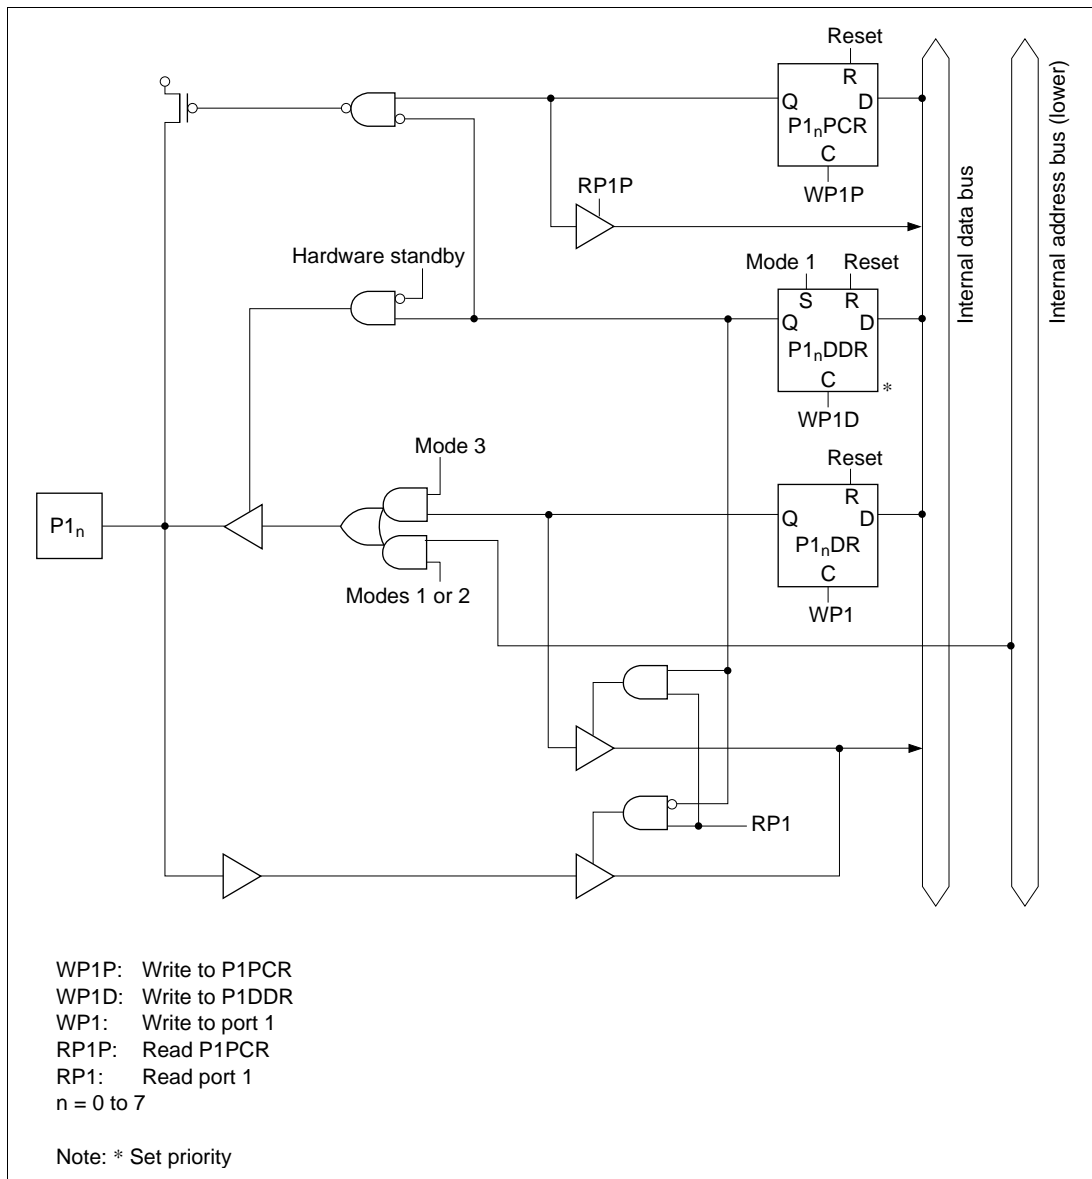 Reset
R
Q D
P1nPCR
C
WP1P
RP1P
Hardware standby
Mode 1 Reset
S R
Q D
P1nDDR
C
*
WP1D
Mode 3
Reset
R
Q D
P1nDR
C
WP1
P1n
Modes 1 or 2
RP1
Internal data bus
Internal address bus (lower)
WP1P: Write to P1PCR
WP1D: Write to P1DDR
WP1: Write to port 1
RP1P: Read P1PCR
RP1: Read port 1
n = 0 to 7
Note: * Set priority